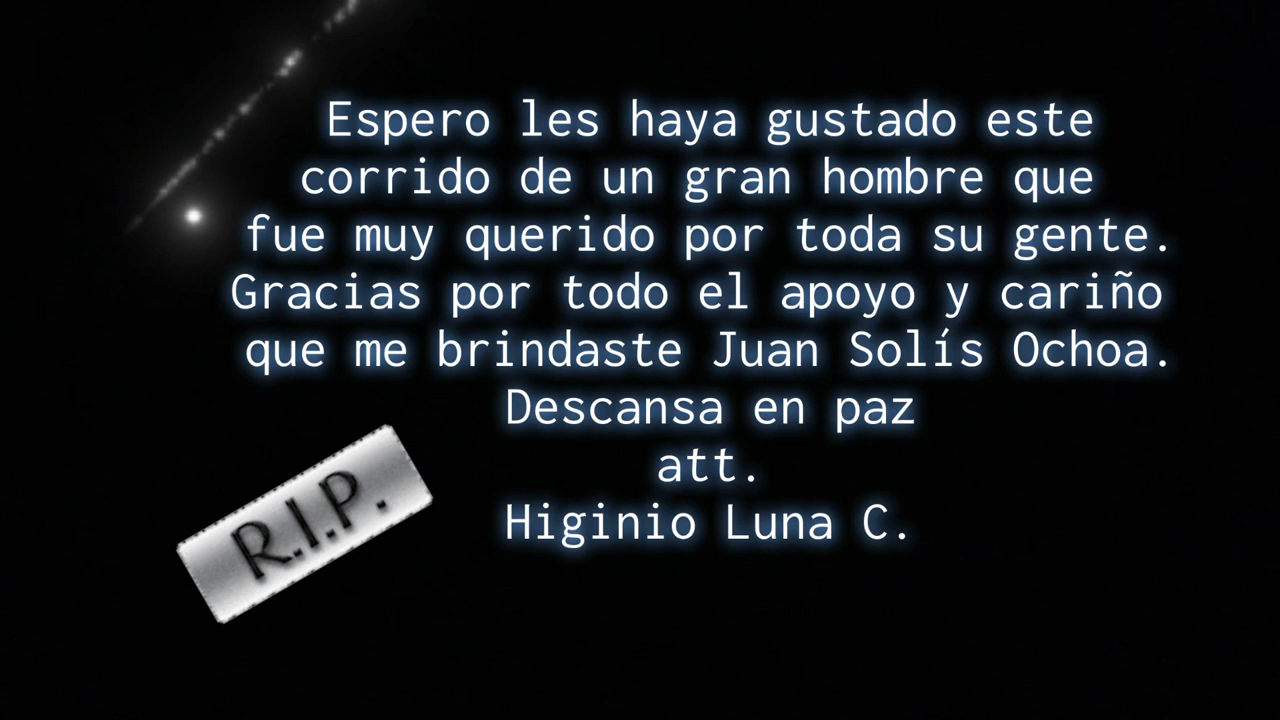 Espero les haya gustado este
corrido de un gran hombre que
fue muy querido por toda su gente.
Gracias por todo el apoyo y cariño
que me brindaste Juan Solís Ochoa.
Descansa en paz
att.
Higinio Luna C.
R.I.P.